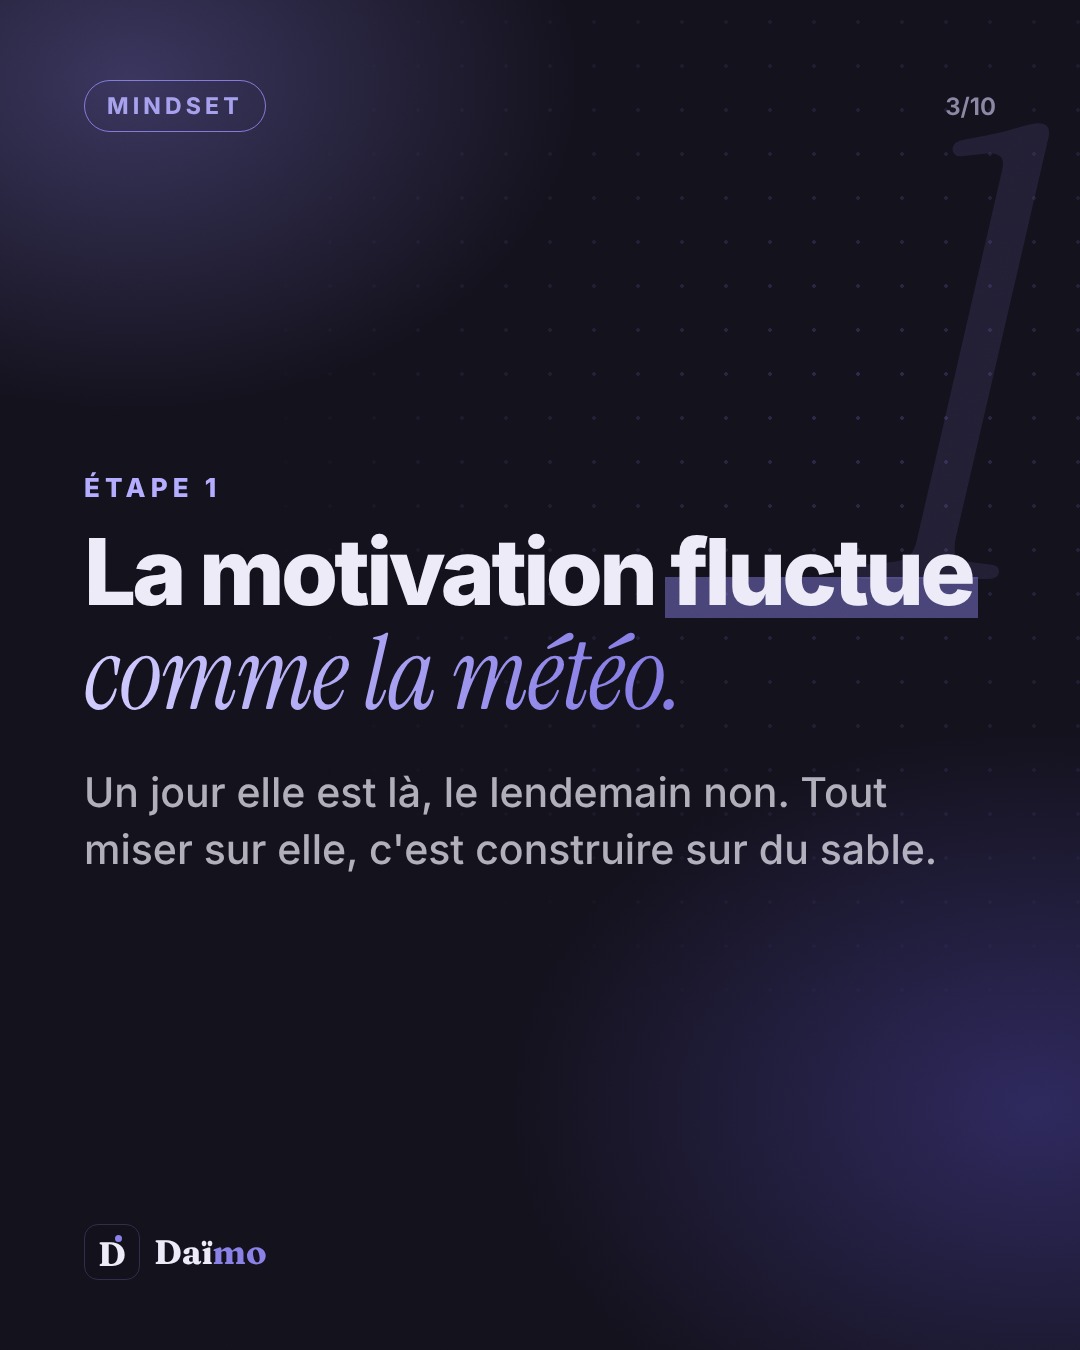 MINDSET
3/10
1
ÉTAPE 1
La motivation fluctue
comme la météo.
Un jour elle est là, le lendemain non. Tout
miser sur elle, c'est construire sur du sable.
D Daïmo